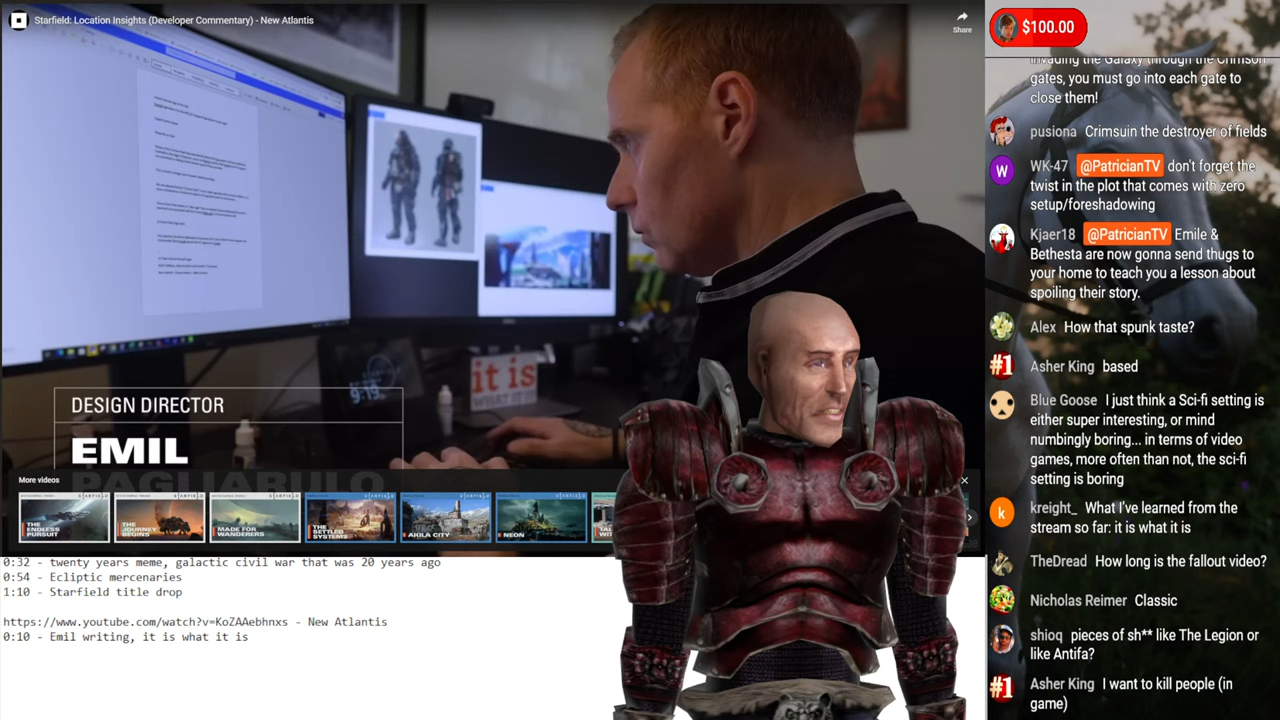 Starfield: Location Insights (Developer Commentary) - New Atlantis
Share
9:19
it is
WHAT IT IS
DESIGN DIRECTOR
EMIL
PAGLIARULO
More videos
THE
ENDLESS
PURSUIT
THE
JOURNEY
BEGINS
MADE FOR
WANDERERS
THE
SETTLED
SYSTEMS
AKILA CITY
NEON
0:32 - twenty years meme, galactic civil war that was 20 years ago
0:54 - Ecliptic mercenaries
1:10 - Starfield title drop
https://www.youtube.com/watch?v=KoZAAebhnxs - New Atlantis
0:10 - Emil writing, it is what it is
$100.00
invading the Galaxy through the Crimson
gates, you must go into each gate to
close them!
pusiona Crimsuin the destroyer of fields
W
WK-47 @PatricianTV don't forget the
twist in the plot that comes with zero
setup/foreshadowing
Kjaer18 @PatricianTV Emile &
Bethesta are now gonna send thugs to
your home to teach you a lesson about
spoiling their story.
Alex How that spunk taste?
#1
Asher King based
Blue Goose I just think a Sci-fi setting is
either super interesting, or mind
numbingly boring... in terms of video
games, more often than not, the sci-fi
setting is boring
k
kreight_ What I've learned from the
stream so far: it is what it is
TheDread How long is the fallout video?
Nicholas Reimer Classic
shioq pieces of sh** like The Legion or
like Antifa?
#1
Asher King I want to kill people (in
game)